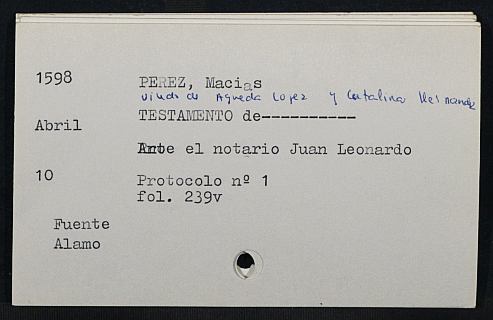 1598
PEREZ, Macias
viudo de Agueda Lopez y Catalina Hernandez
TESTAMENTO de----------
Abril
Ante el notario Juan Leonardo
10
Protocolo nº 1
fol. 239v
Fuente
Alamo